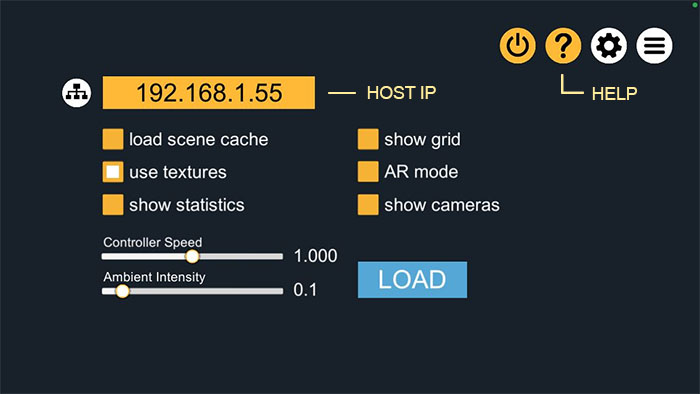 ?
192.168.1.55
HOST IP
HELP
load scene cache
show grid
use textures
AR mode
show statistics
show cameras
Controller Speed
1.000
Ambient Intensity
0.1
LOAD